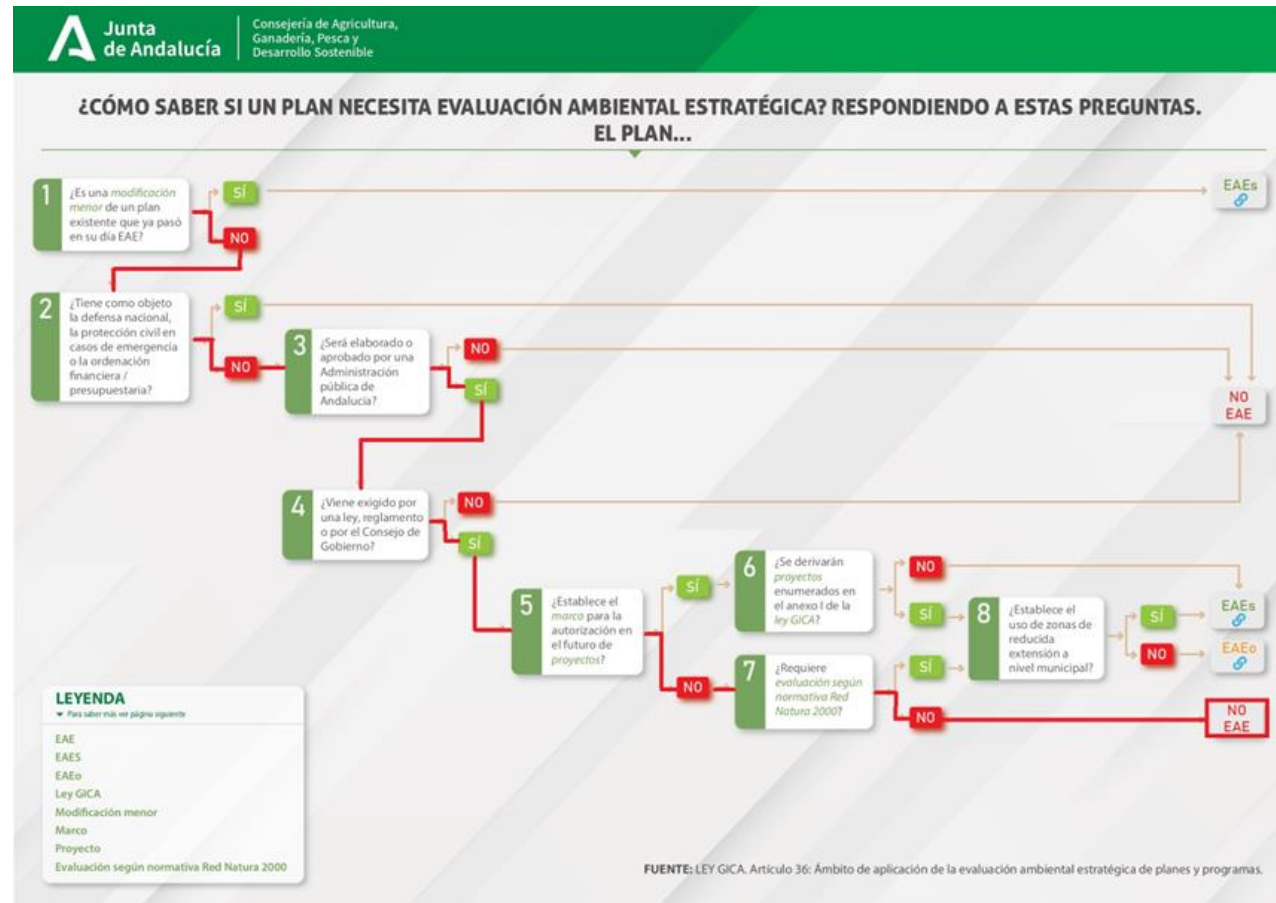 Junta
de Andalucía
Consejería de Agricultura,
Ganadería, Pesca y
Desarrollo Sostenible
¿CÓMO SABER SI UN PLAN NECESITA EVALUACIÓN AMBIENTAL ESTRATÉGICA? RESPONDIENDO A ESTAS PREGUNTAS.
EL PLAN...
1
¿Es una modificación
menor de un plan
existente que ya pasó
en su día EAE?
SÍ
NO
EAEs
2
¿Tiene como objeto
la defensa nacional,
la protección civil en
casos de emergencia
o la ordenación
financiera /
presupuestaria?
SÍ
NO
3
¿Será elaborado o
aprobado por una
Administración
pública de
Andalucía?
NO
SÍ
NO
EAE
4
¿Viene exigido por
una ley, reglamento
o por el Consejo de
Gobierno?
NO
SÍ
5
¿Establece el
marco para la
autorización en
el futuro de
proyectos?
SÍ
NO
6
¿Se derivarán
proyectos
enumerados en
el anexo I de la
ley GICA?
NO
SÍ
7
¿Requiere
evaluación según
normativa Red
Natura 2000?
SÍ
NO
8
¿Establece el
uso de zonas de
reducida
extensión a
nivel municipal?
SÍ
NO
EAEs
EAEo
NO
EAE
LEYENDA
Para saber más ver página siguiente
EAE
EAES
EAEo
Ley GICA
Modificación menor
Marco
Proyecto
Evaluación según normativa Red Natura 2000
FUENTE: LEY GICA. Artículo 36: Ámbito de aplicación de la evaluación ambiental estratégica de planes y programas.